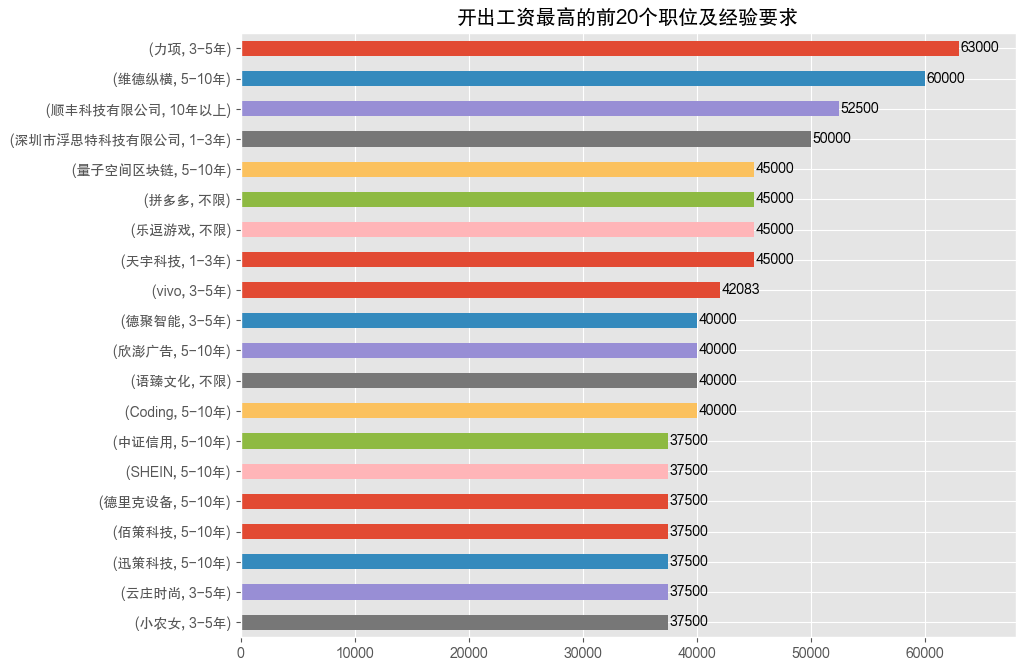 开出工资最高的前20个职位及经验要求
(力项, 3-5年) 63000
(维德纵横, 5-10年) 60000
(顺丰科技有限公司, 10年以上) 52500
(深圳市浮思特科技有限公司, 1-3年) 50000
(量子空间区块链, 5-10年) 45000
(拼多多, 不限) 45000
(乐逗游戏, 不限) 45000
(天宇科技, 1-3年) 45000
(vivo, 3-5年) 42083
(德聚智能, 3-5年) 40000
(欣澎广告, 5-10年) 40000
(语臻文化, 不限) 40000
(Coding, 5-10年) 40000
(中证信用, 5-10年) 37500
(SHEIN, 5-10年) 37500
(德里克设备, 5-10年) 37500
(佰策科技, 5-10年) 37500
(迅策科技, 5-10年) 37500
(云庄时尚, 3-5年) 37500
(小农女, 3-5年) 37500
0 10000 20000 30000 40000 50000 60000